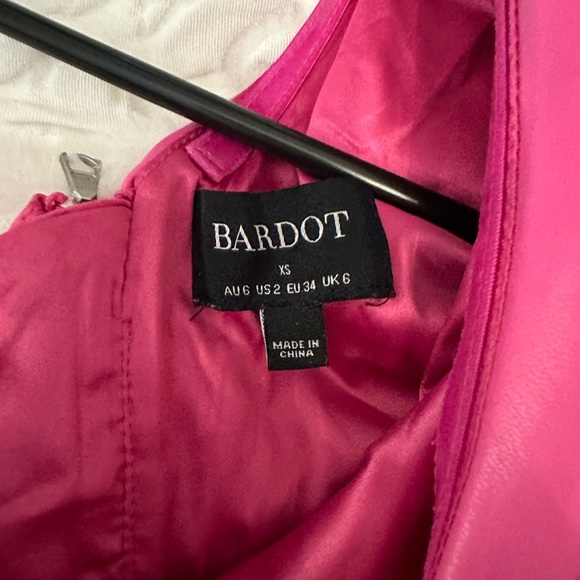 BARDOT
XS
AU 6 US 2 EU 34 UK 6
MADE IN
CHINA